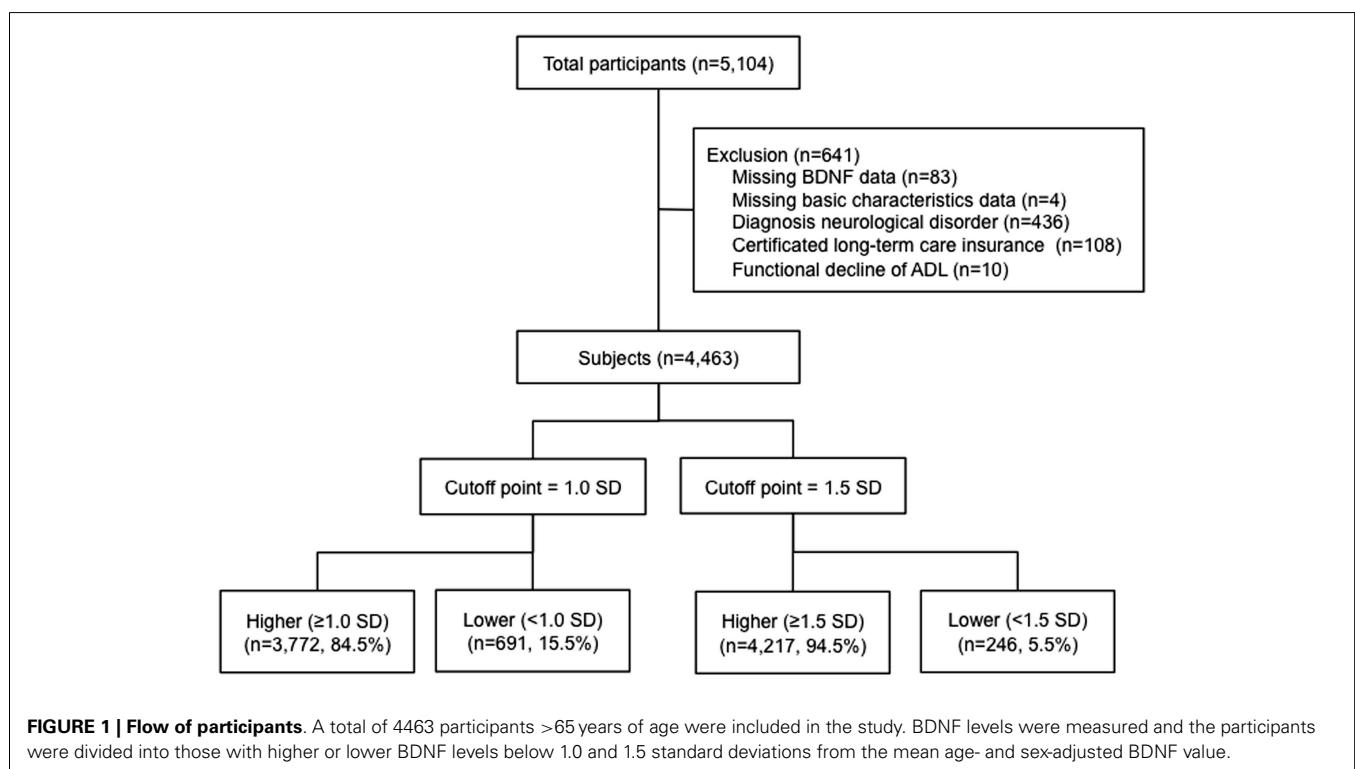 Total participants (n=5,104)
Exclusion (n=641)
Missing BDNF data (n=83)
Missing basic characteristics data (n=4)
Diagnosis neurological disorder (n=436)
Certificated long-term care insurance (n=108)
Functional decline of ADL (n=10)
Subjects (n=4,463)
Cutoff point = 1.0 SD
Cutoff point = 1.5 SD
Higher (≥1.0 SD)
(n=3,772, 84.5%)
Lower (<1.0 SD)
(n=691, 15.5%)
Higher (≥1.5 SD)
(n=4,217, 94.5%)
Lower (<1.5 SD)
(n=246, 5.5%)
FIGURE 1 | Flow of participants. A total of 4463 participants >65 years of age were included in the study. BDNF levels were measured and the participants
were divided into those with higher or lower BDNF levels below 1.0 and 1.5 standard deviations from the mean age- and sex-adjusted BDNF value.